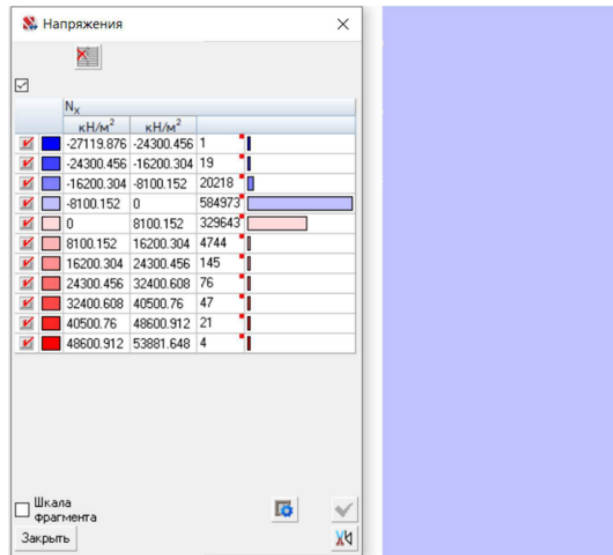 Напряжения
Nx
кН/м² кН/м²
-27119.876 -24300.456 1
-24300.456 -16200.304 19
-16200.304 -8100.152 20218
-8100.152 0 584973
0 8100.152 329643
8100.152 16200.304 4744
16200.304 24300.456 145
24300.456 32400.608 76
32400.608 40500.76 47
40500.76 48600.912 21
48600.912 53881.648 4
Шкала
фрагмента
Закрыть